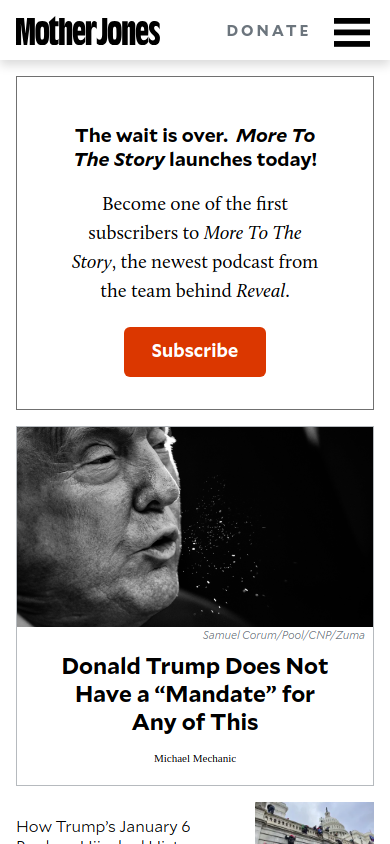 Mother Jones
DONATE
The wait is over. More To
The Story launches today!
Become one of the first
subscribers to More To The
Story, the newest podcast from
the team behind Reveal.
Subscribe
Samuel Corum/Pool/CNP/Zuma
Donald Trump Does Not
Have a “Mandate” for
Any of This
Michael Mechanic
How Trump’s January 6